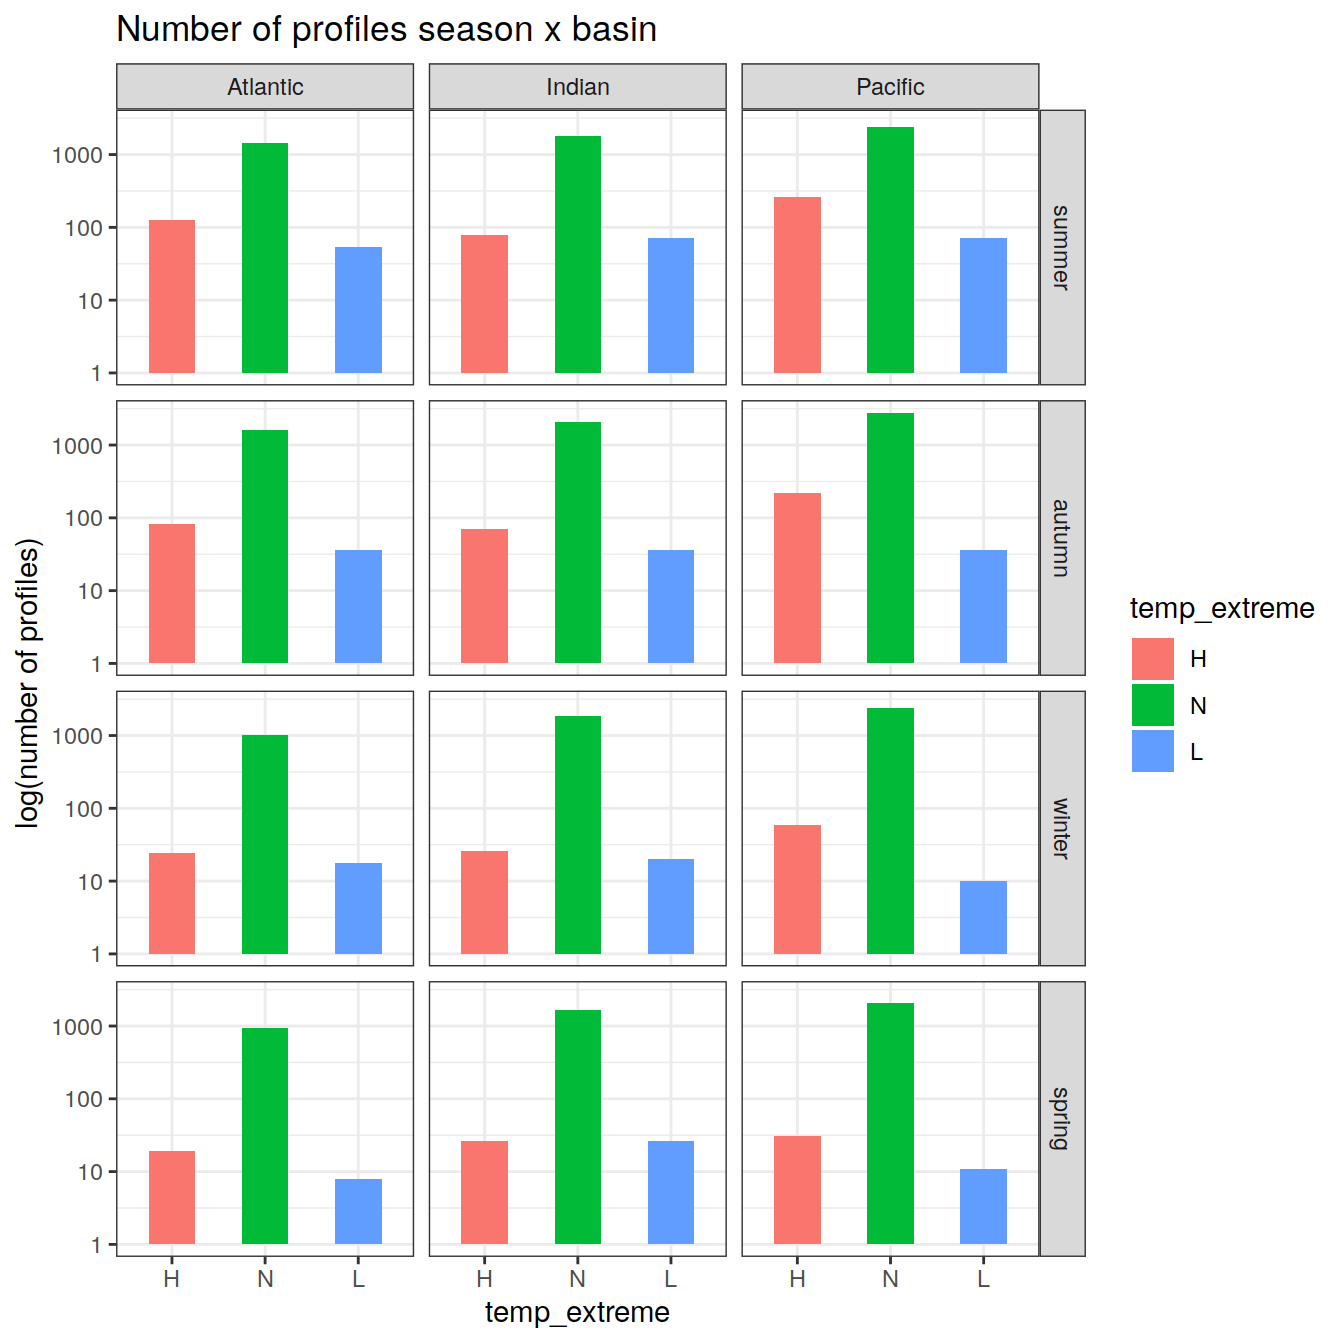 Number of profiles season x basin
Atlantic
Indian
Pacific
1000
100
10
1
summer
1000
100
10
1
autumn
1000
100
10
1
winter
1000
100
10
1
spring
log(number of profiles)
H
N
L
H
N
L
H
N
L
temp_extreme
temp_extreme
H
N
L